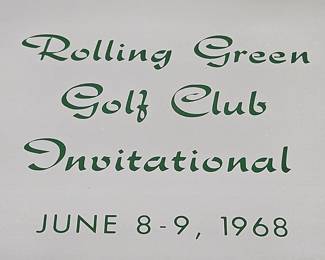 Rolling Green
Golf Club
Invitational
JUNE 8-9, 1968